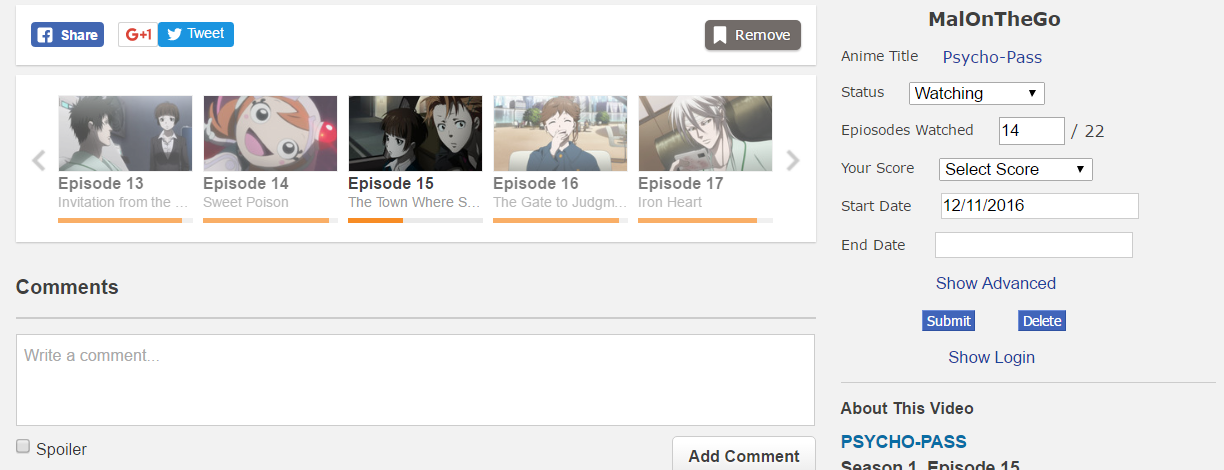 Share
G+1
Tweet
Remove
Episode 13
Invitation from the ...
Episode 14
Sweet Poison
Episode 15
The Town Where S...
Episode 16
The Gate to Judgm...
Episode 17
Iron Heart
Comments
Write a comment...
Spoiler
Add Comment
MalOnTheGo
Anime Title Psycho-Pass
Status Watching
Epiosodes Watched 14 / 22
Your Score Select Score
Start Date 12/11/2016
End Date
Show Advanced
Submit Delete
Show Login
About This Video
PSYCHO-PASS
Season 1, Episode 15